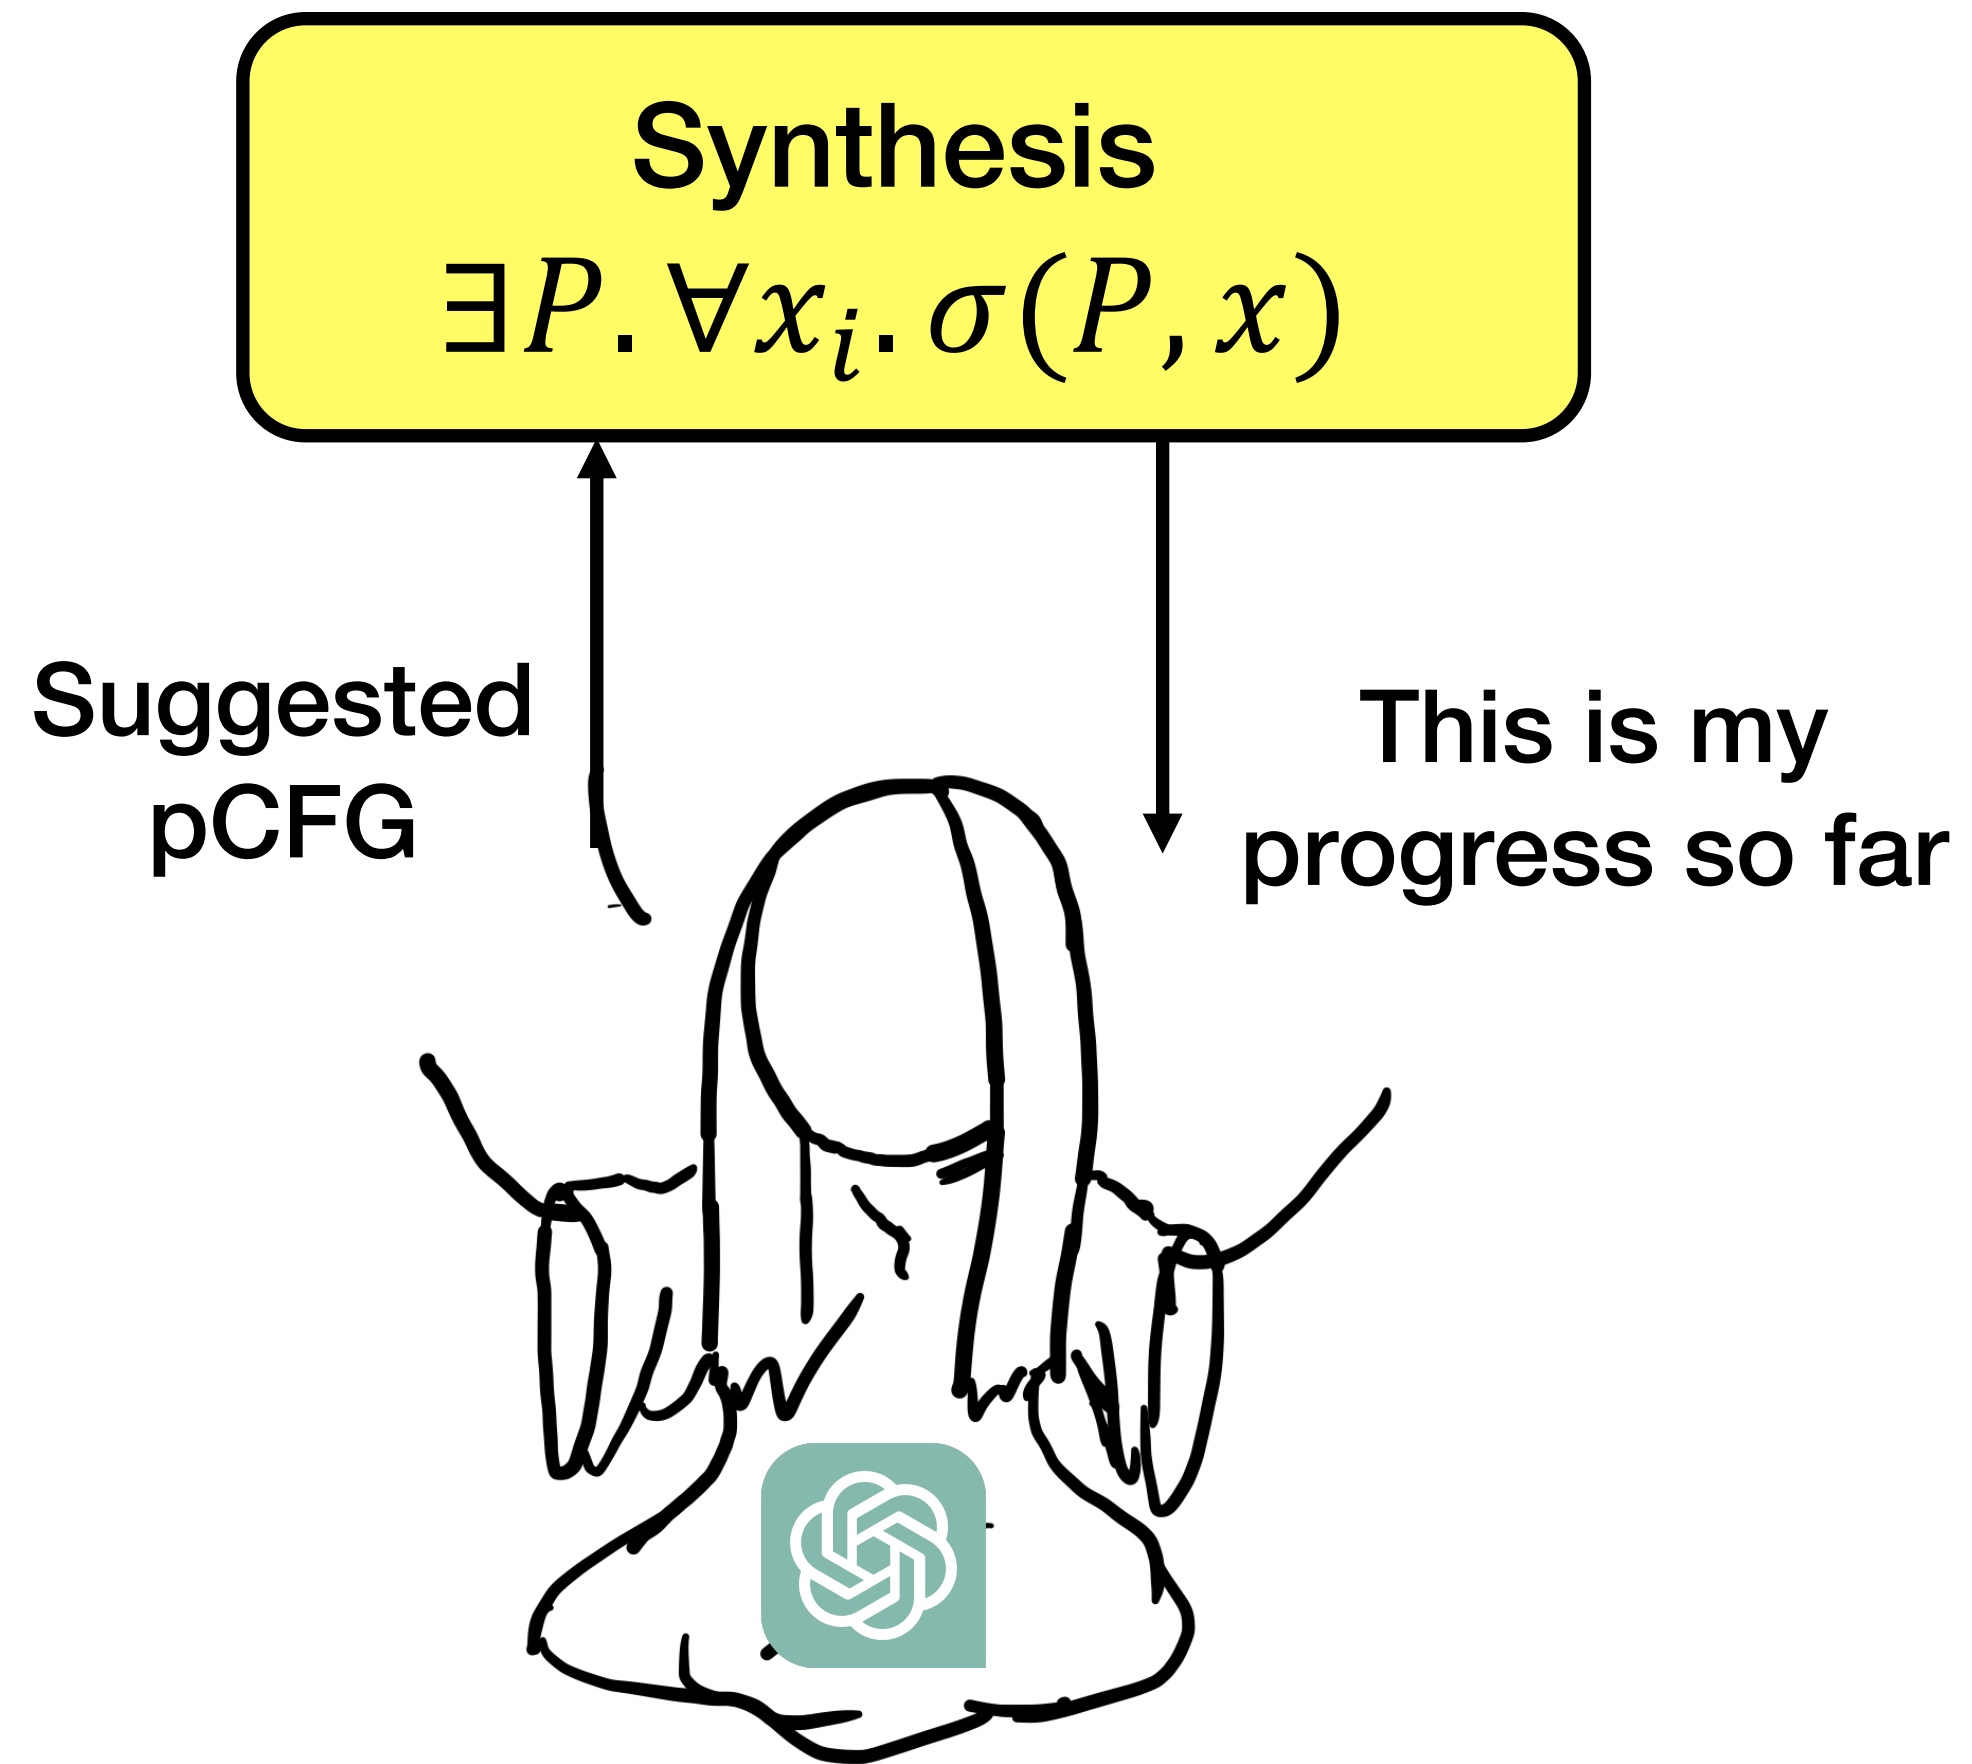 Synthesis
∃P.∀xᵢ.σ(P,x)
Suggested
pCFG
This is my
progress so far